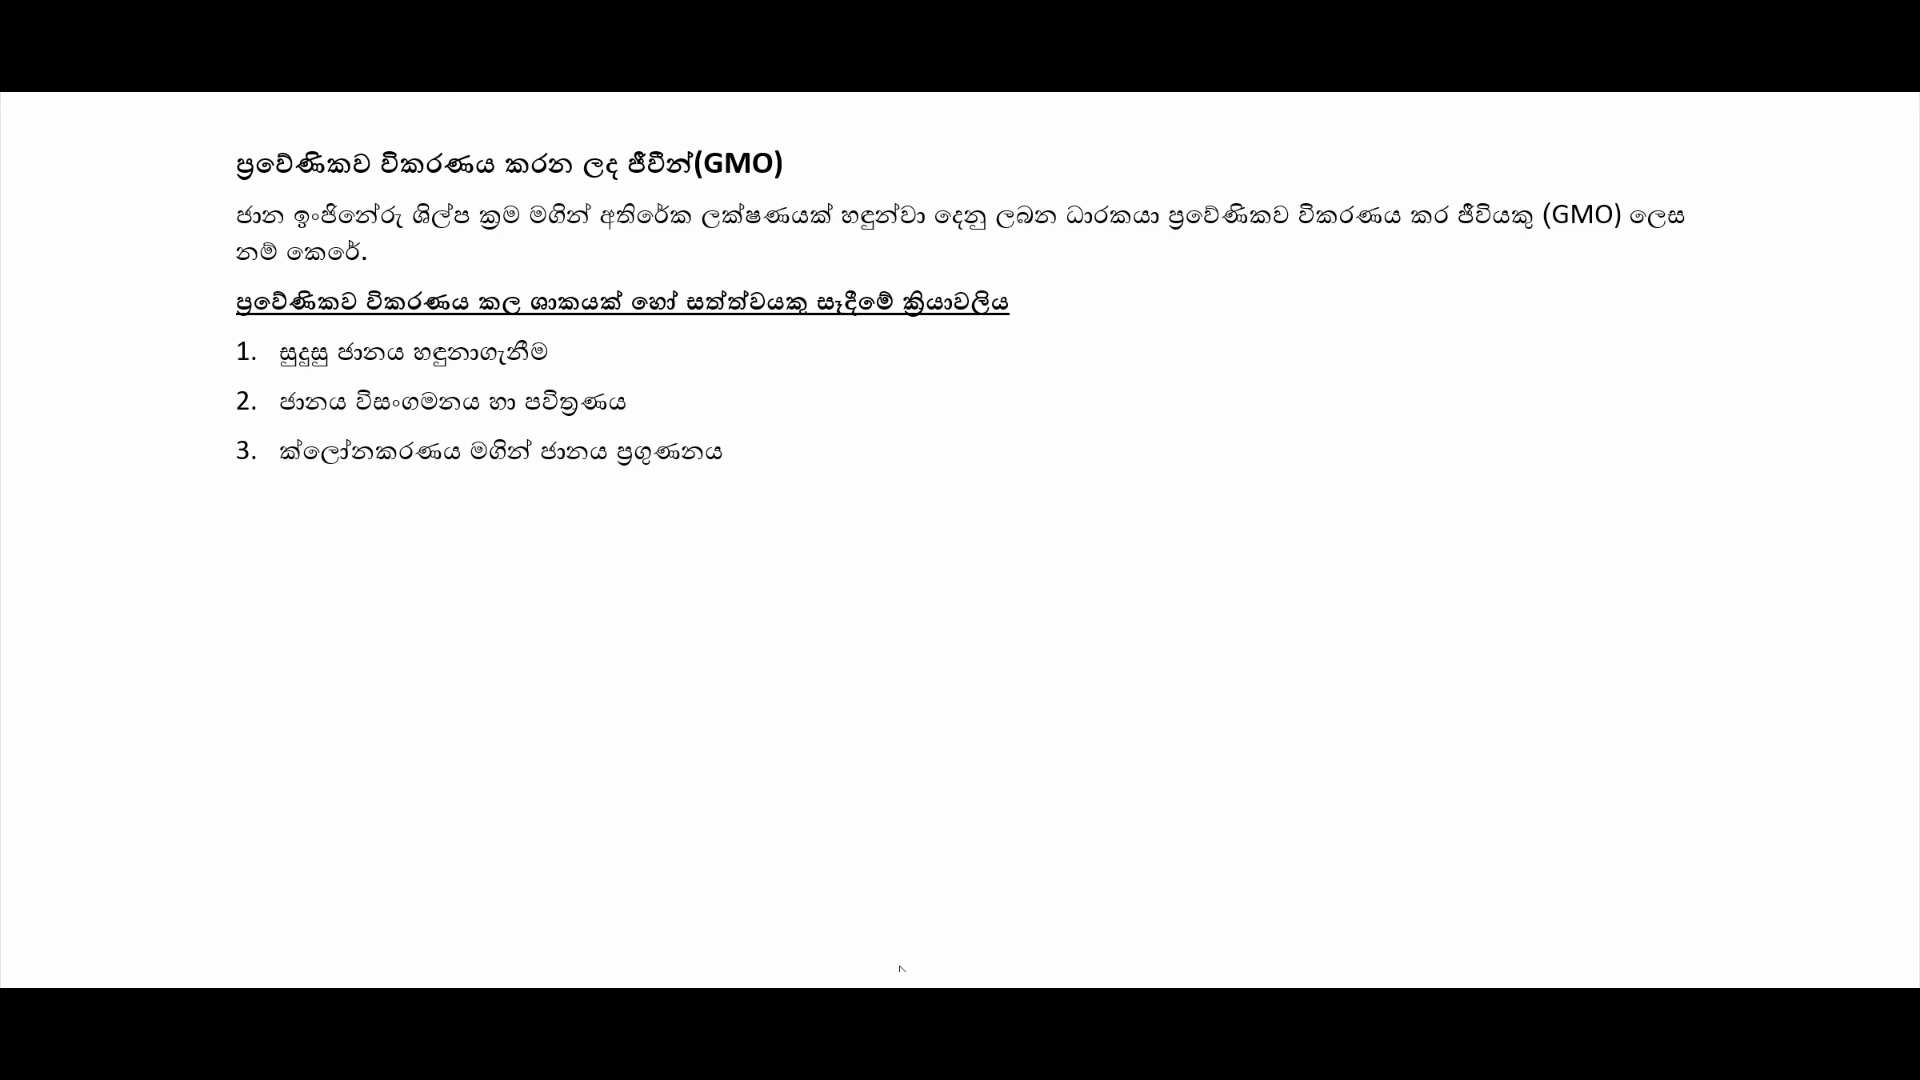 ප්‍රවේණිකව විකරණය කරන ලද ජීවීන්(GMO)
ජාන ඉංජිනේරු ශිල්ප ක්‍රම මගින් අතිරේක ලක්ෂණයක් හඳුන්වා දෙනු ලබන ධාරකයා ප්‍රවේණිකව විකරණය කර ජීවියකු (GMO) ලෙස
නම් කෙරේ.
ප්‍රවේණිකව විකරණය කල ශාකයක් හෝ සත්ත්වයකු සෑදීමේ ක්‍රියාවලිය
1. සුදුසු ජානය හඳුනාගැනීම
2. ජානය විසංගමනය හා පවිත්‍රණය
3. ක්ලෝනකරණය මගින් ජානය ප්‍රගුණනය